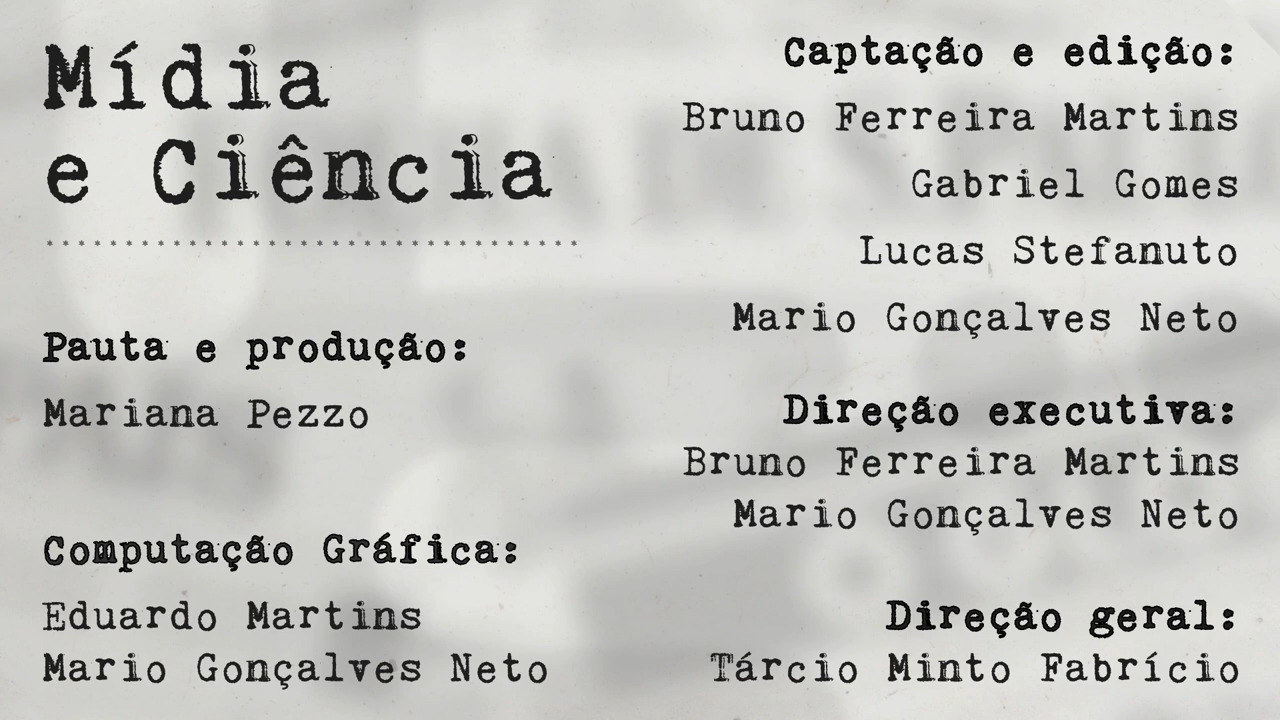 Mídia
e Ciência
Pauta e produção:
Mariana Pezzo
Computação Gráfica:
Eduardo Martins
Mario Gonçalves Neto
Captação e edição:
Bruno Ferreira Martins
Gabriel Gomes
Lucas Stefanuto
Mario Gonçalves Neto
Direção executiva:
Bruno Ferreira Martins
Mario Gonçalves Neto
Direção geral:
Tárcio Minto Fabrício